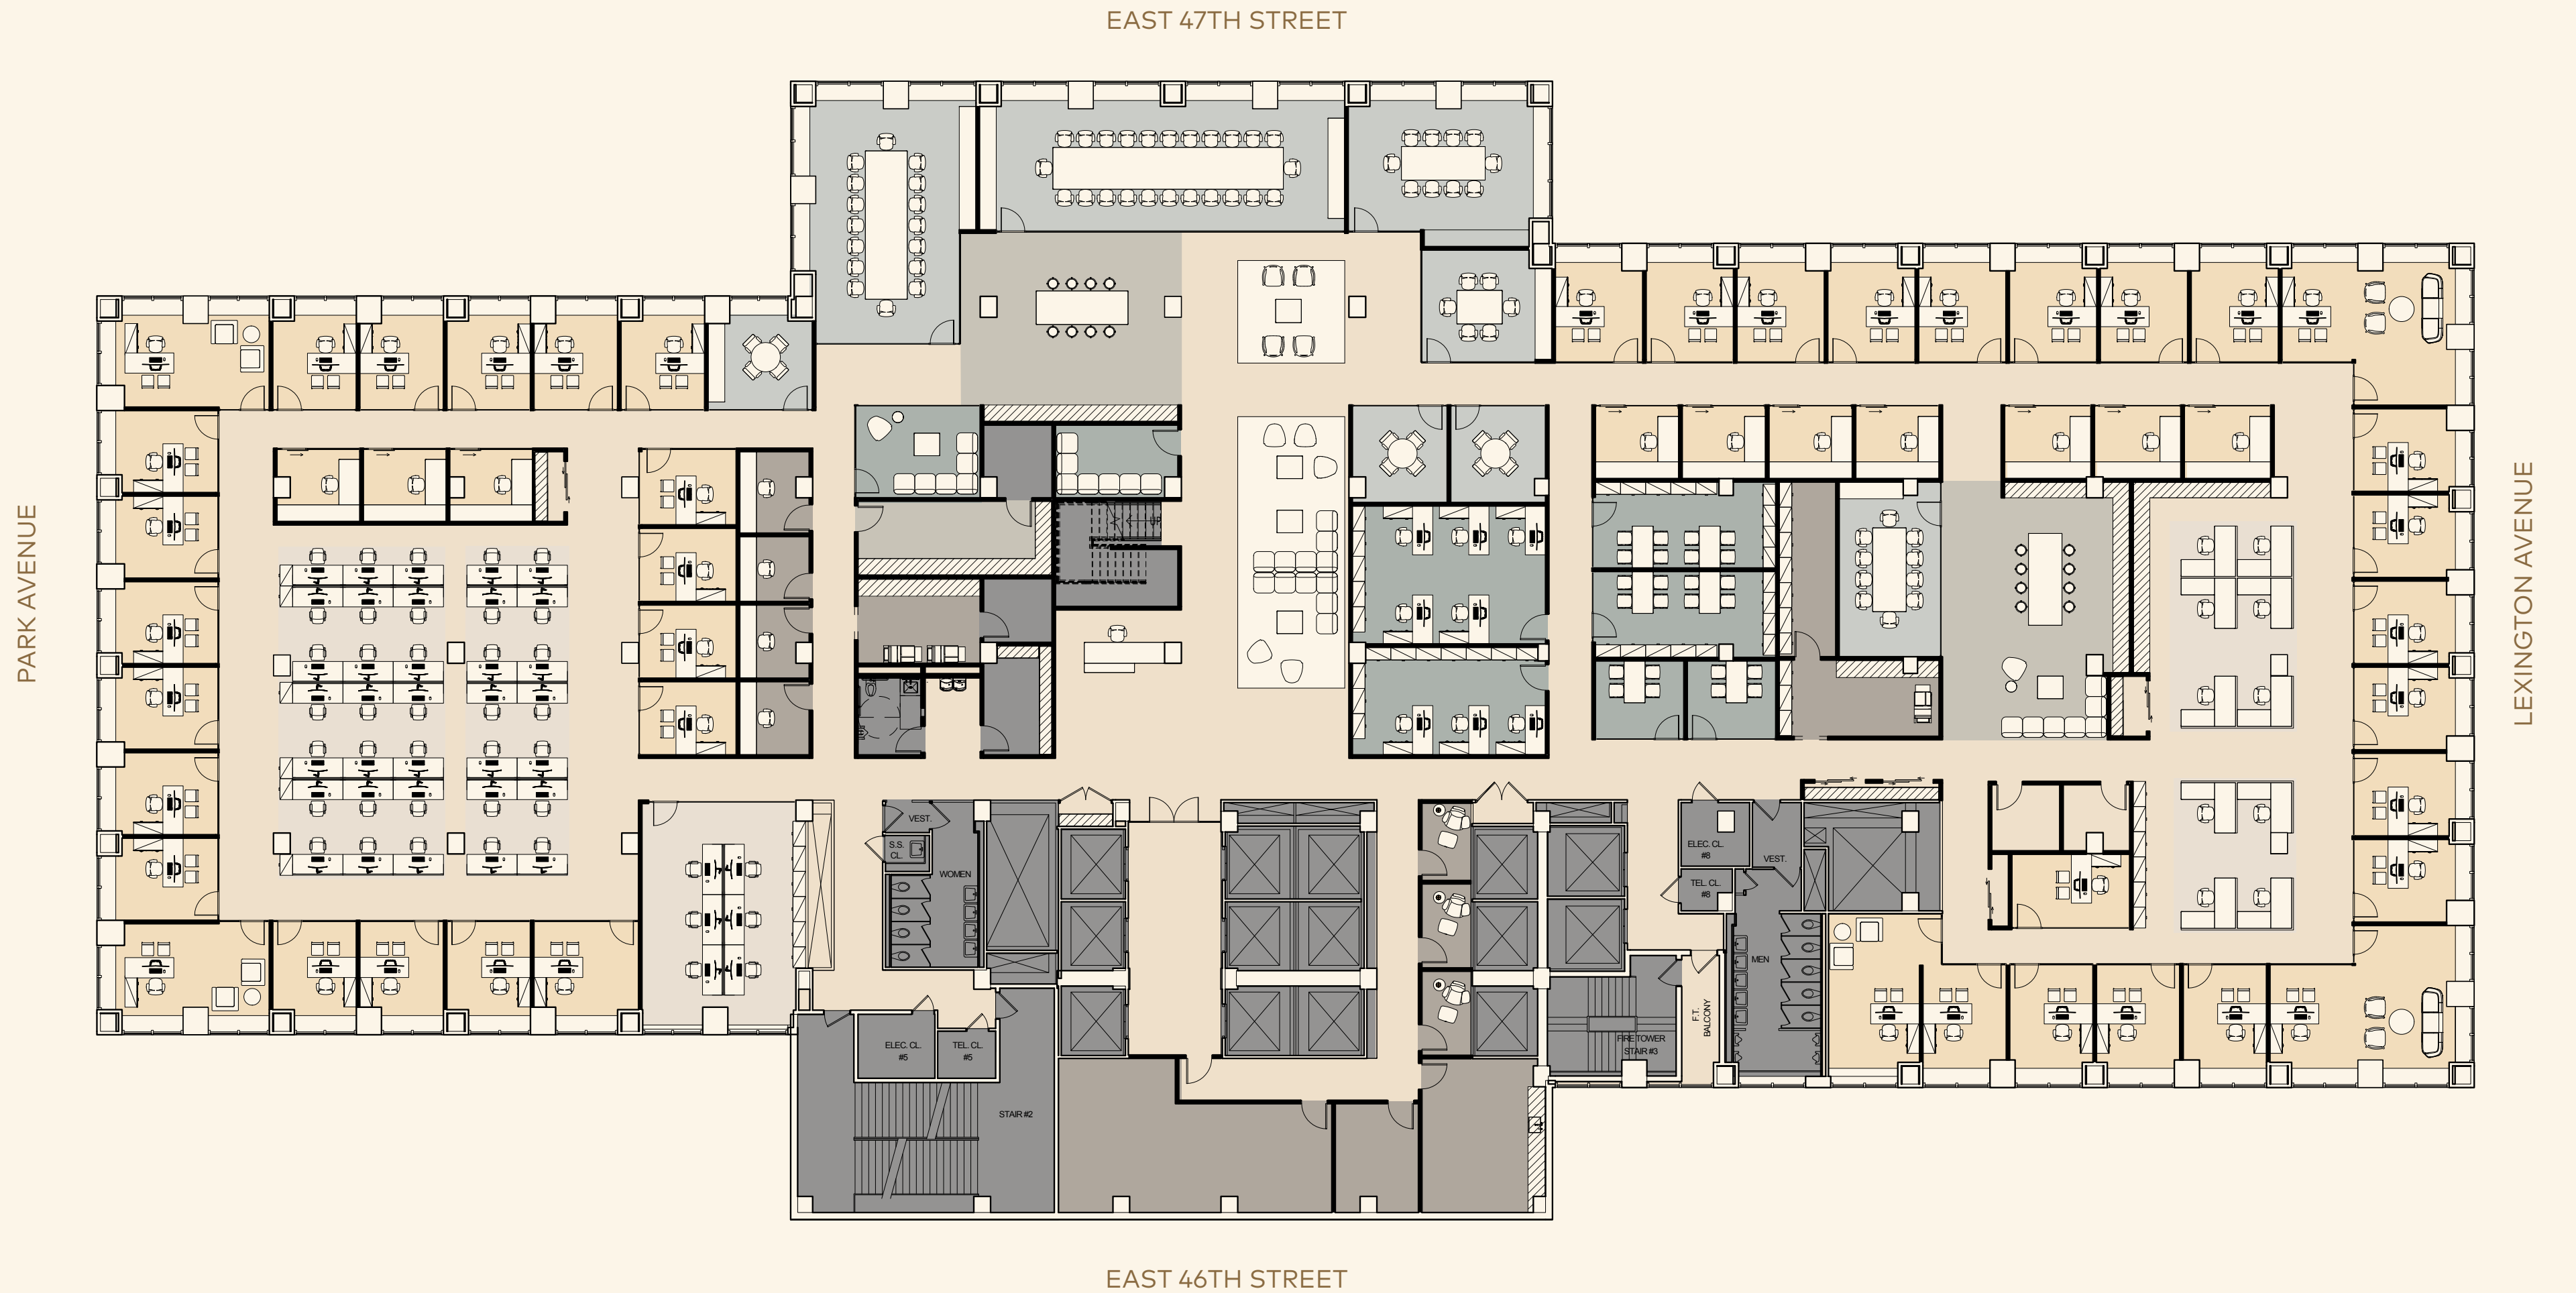 EAST 47TH STREET
PARK AVENUE
LEXINGTON AVENUE
UP
VEST.
S.S.
CL.
WOMEN
ELEC. CL.
#8
VEST.
TEL. CL.
#8
MEN
F.T.
BALCONY
FIRE TOWER
STAIR #3
ELEC. CL.
#5
TEL. CL.
#5
STAIR #2
EAST 46TH STREET